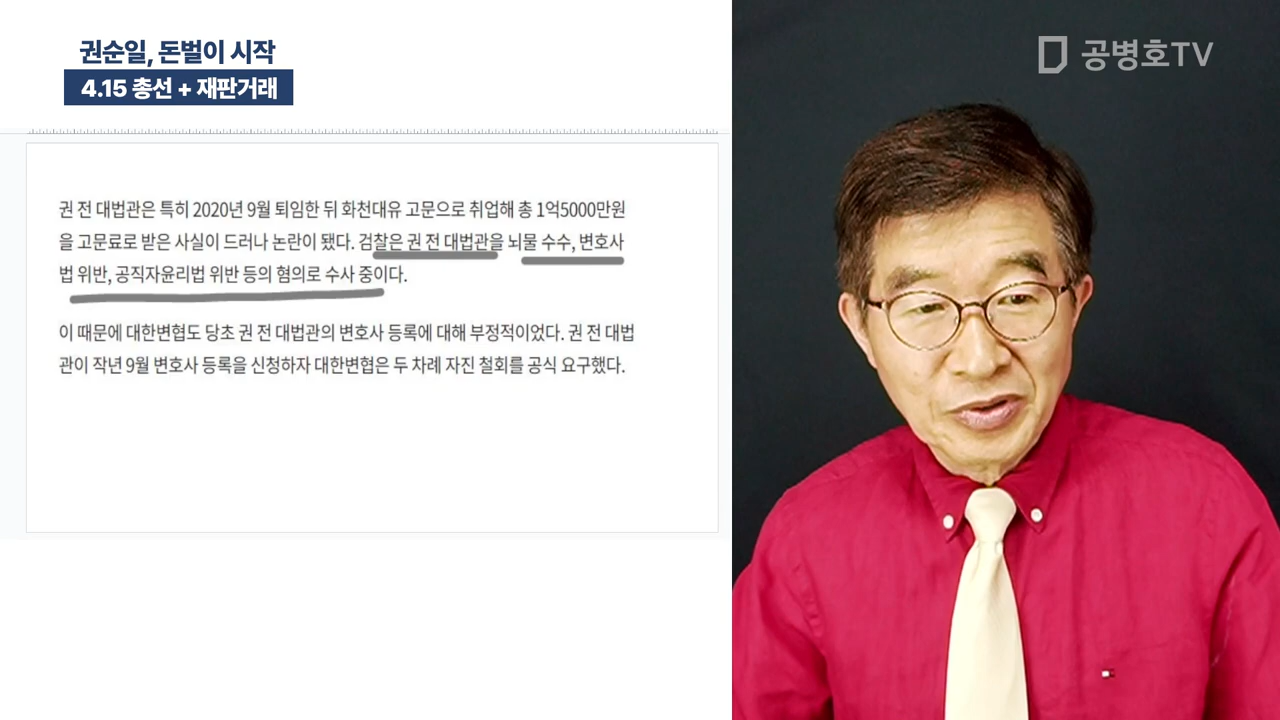 권순일, 돈벌이 시작
4.15 총선 + 재판거래
공병호TV
권 전 대법관은 특히 2020년 9월 퇴임한 뒤 화천대유 고문으로 취업해 총 1억5000만원
을 고문료로 받은 사실이 드러나 논란이 됐다. 검찰은 권 전 대법관을 뇌물 수수, 변호사
법 위반, 공직자윤리법 위반 등의 혐의로 수사 중이다.
이 때문에 대한변협도 당초 권 전 대법관의 변호사 등록에 대해 부정적이었다. 권 전 대법
관이 작년 9월 변호사 등록을 신청하자 대한변협은 두 차례 자진 철회를 공식 요구했다.